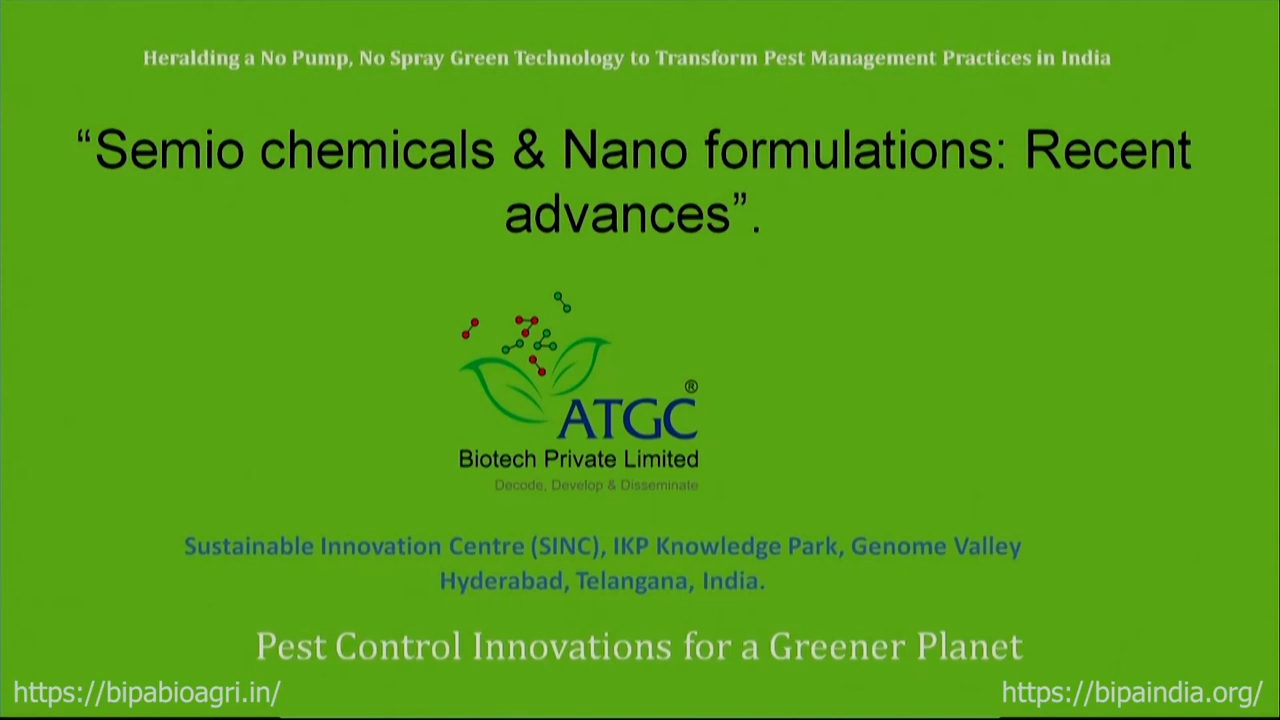 Heralding a No Pump, No Spray Green Technology to Transform Pest Management Practices in India
“Semio chemicals & Nano formulations: Recent
advances”.
ATGC®
Biotech Private Limited
Decode, Develop & Disseminate
Sustainable Innovation Centre (SINC), IKP Knowledge Park, Genome Valley
Hyderabad, Telangana, India.
Pest Control Innovations for a Greener Planet
https://bipabioagri.in/
https://bipaindia.org/